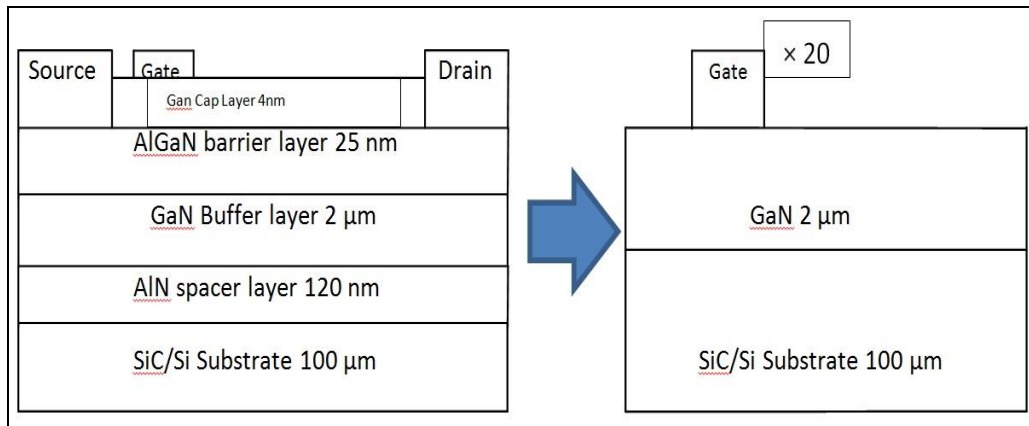 Source
Gate
Drain
Gan Cap Layer 4nm
AlGaN barrier layer 25 nm
GaN Buffer layer 2 µm
AlN spacer layer 120 nm
SiC/Si Substrate 100 µm
Gate
× 20
GaN 2 µm
SiC/Si Substrate 100 µm